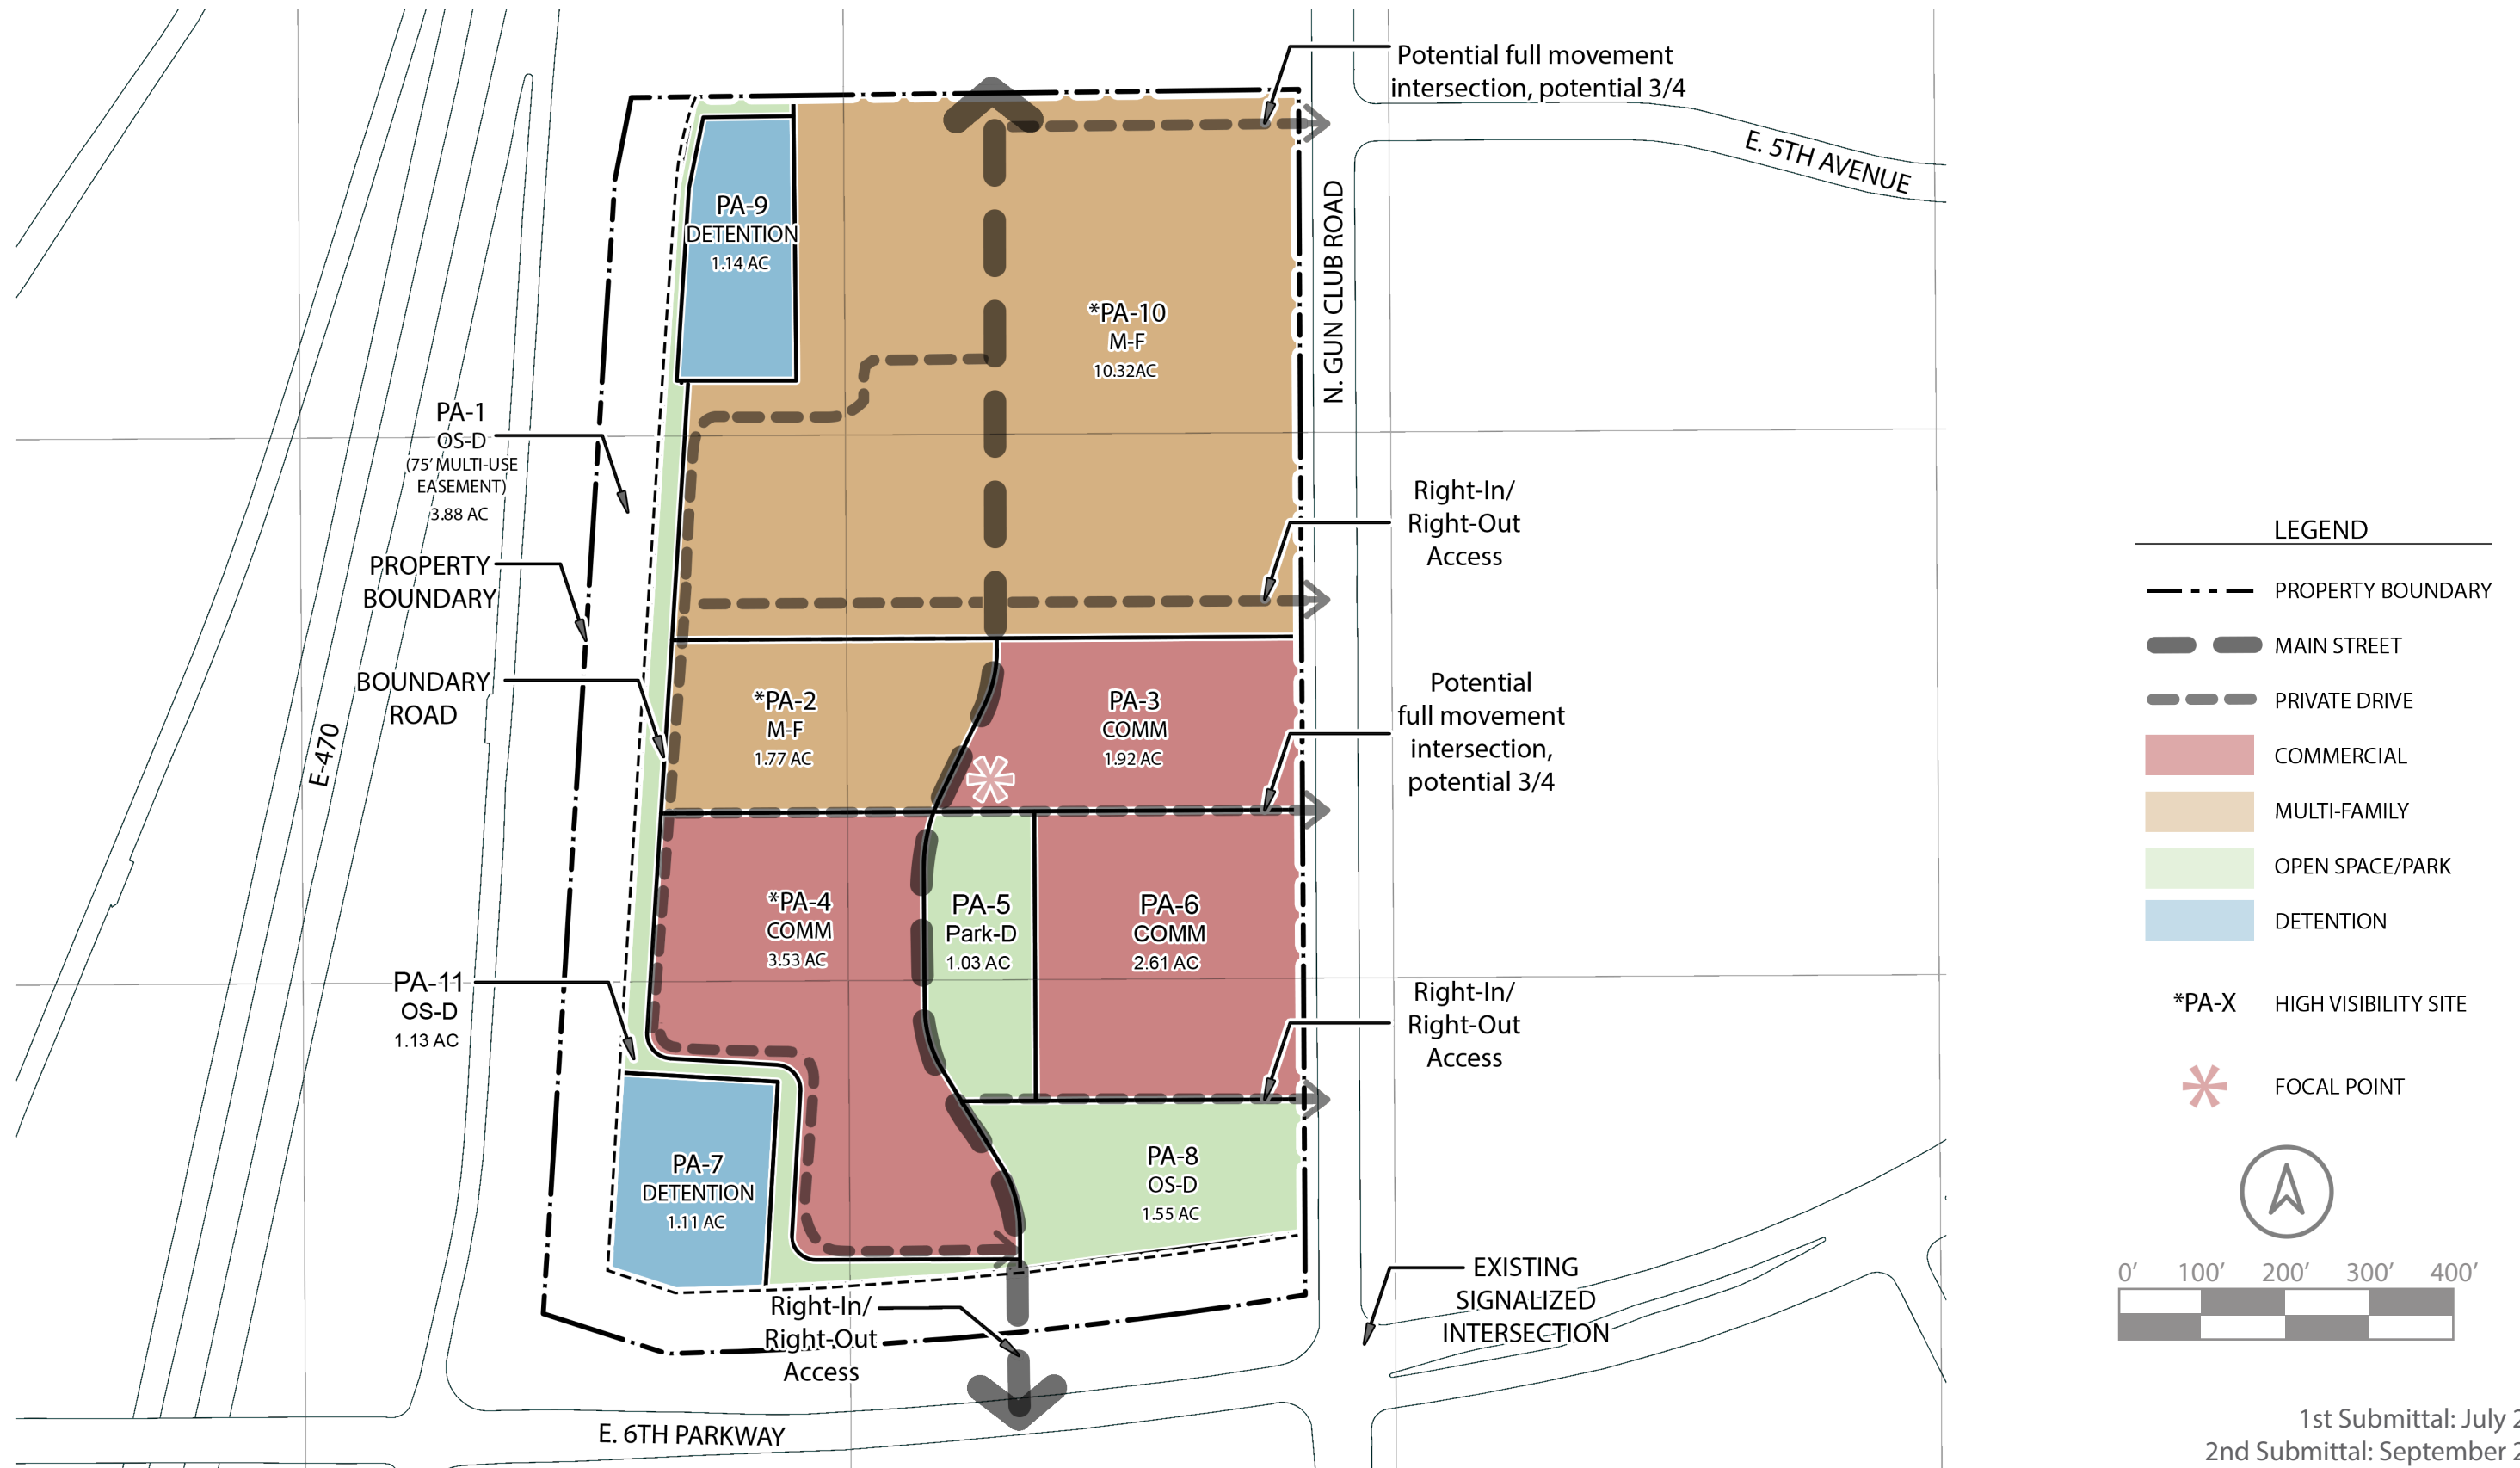 Potential full movement
intersection, potential 3/4
E. 5TH AVENUE
N. GUN CLUB ROAD
PA-9
DETENTION
1.14 AC
*PA-10
M-F
10.32AC
PA-1
OS-D
(75' MULTI-USE
EASEMENT)
3.88 AC
Right-In/
Right-Out
Access
PROPERTY
BOUNDARY
BOUNDARY
ROAD
E-470
*PA-2
M-F
1.77 AC
PA-3
COMM
1.92 AC
Potential
full movement
intersection,
potential 3/4
*PA-4
COMM
3.53 AC
PA-5
Park-D
1.03 AC
PA-6
COMM
2.61 AC
PA-11
OS-D
1.13 AC
Right-In/
Right-Out
Access
PA-7
DETENTION
1.11 AC
PA-8
OS-D
1.55 AC
Right-In/
Right-Out
Access
EXISTING
SIGNALIZED
INTERSECTION
E. 6TH PARKWAY
LEGEND
PROPERTY BOUNDARY
MAIN STREET
PRIVATE DRIVE
COMMERCIAL
MULTI-FAMILY
OPEN SPACE/PARK
DETENTION
*PA-X HIGH VISIBILITY SITE
FOCAL POINT
0' 100' 200' 300' 400'
1st Submittal: July 2
2nd Submittal: September 2